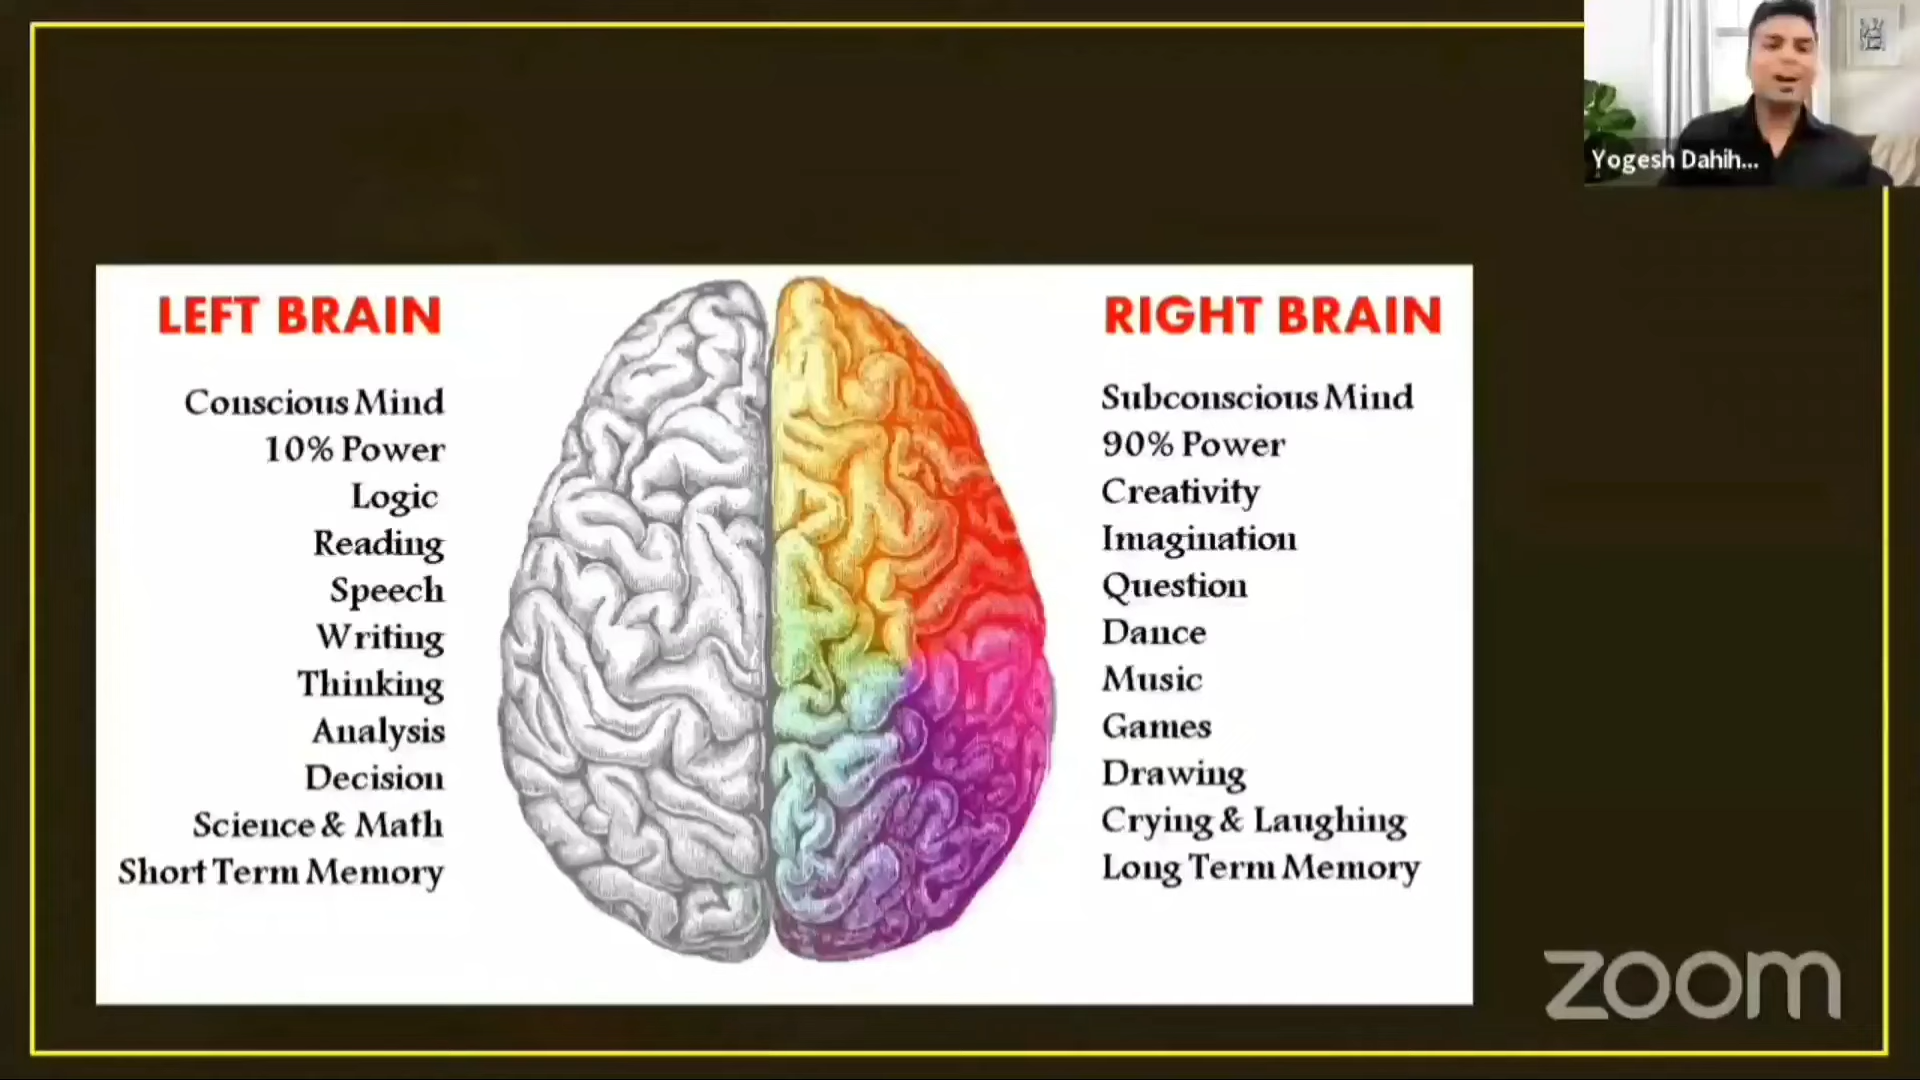 Yogesh Dahih...
LEFT BRAIN
Conscious Mind
10% Power
Logic
Reading
Speech
Writing
Thinking
Analysis
Decision
Science & Math
Short Term Memory
RIGHT BRAIN
Subconscious Mind
90% Power
Creativity
Imagination
Question
Dance
Music
Games
Drawing
Crying & Laughing
Long Term Memory
zoom